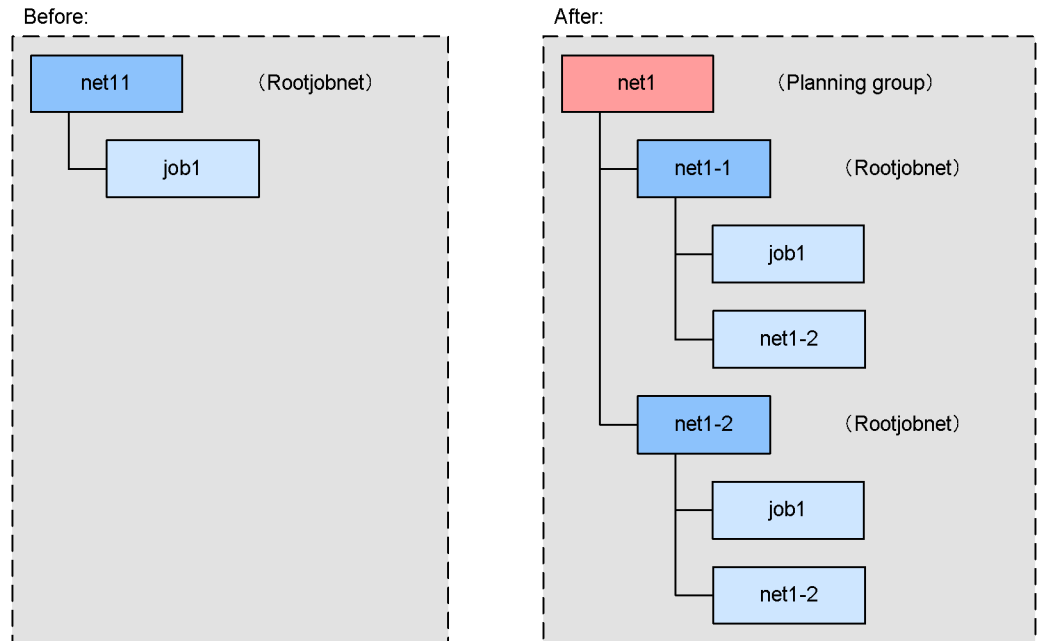 Before:
net11 （Rootjobnet）
job1
After:
net1 （Planning group）
net1-1 （Rootjobnet）
job1
net1-2
net1-2 （Rootjobnet）
job1
net1-2